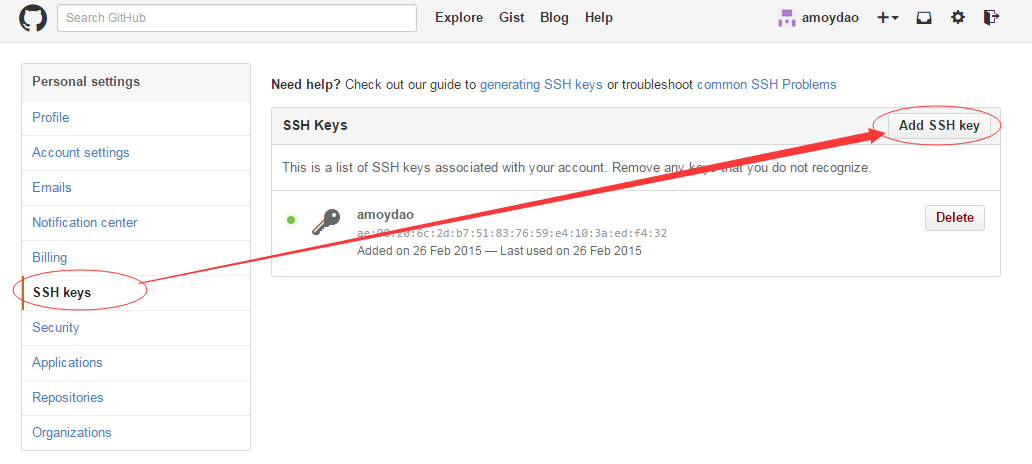 Search GitHub Explore Gist Blog Help amoydao
Personal settings
Profile
Account settings
Emails
Notification center
Billing
SSH keys
Security
Applications
Repositories
Organizations
Need help? Check out our guide to generating SSH keys or troubleshoot common SSH Problems
SSH Keys Add SSH key
This is a list of SSH keys associated with your account. Remove any keys that you do not recognize.
amoydao Delete
:20:6c:2d:b7:51:83:76:59:e4:10:3a:ed:f4:32
Added on 26 Feb 2015 — Last used on 26 Feb 2015